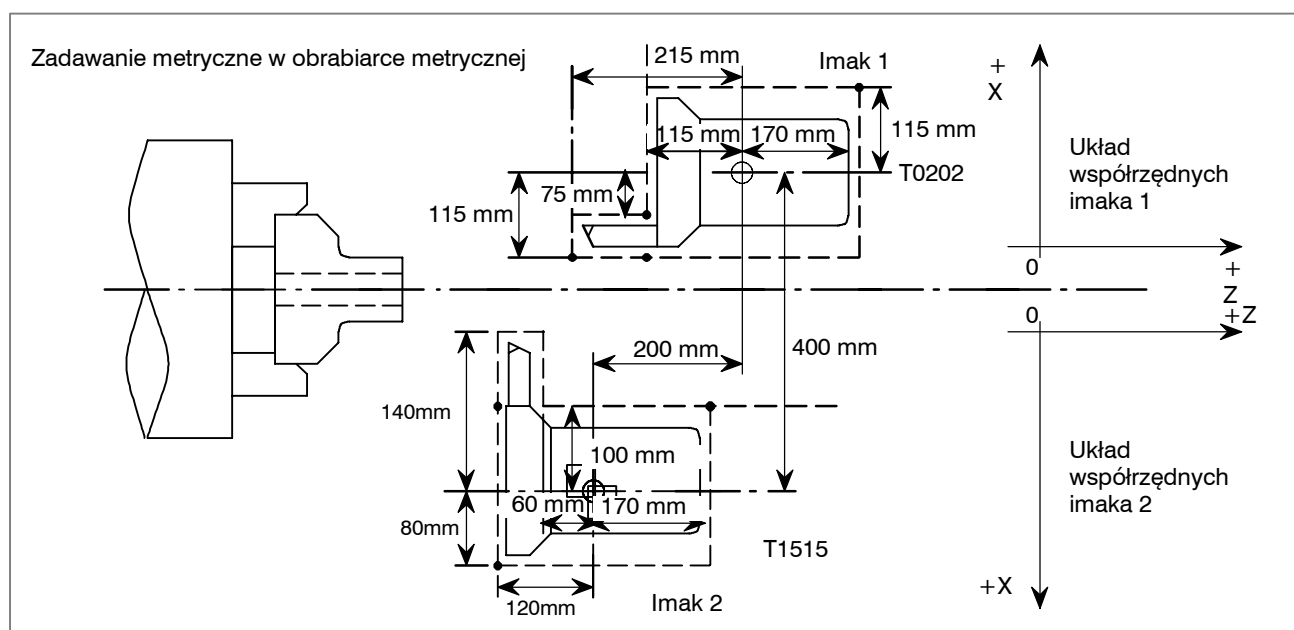 Zadawanie metryczne w obrabiarce metrycznej
215 mm
Imak 1
+
X
115 mm
170 mm
115 mm
T0202
75 mm
115 mm
Układ
współrzędnych
imaka 1
0
+
Z
0
+Z
200 mm
400 mm
140mm
100 mm
60 mm
170 mm
80mm
T1515
120mm
Imak 2
Układ
współrzędnych
imaka 2
+X